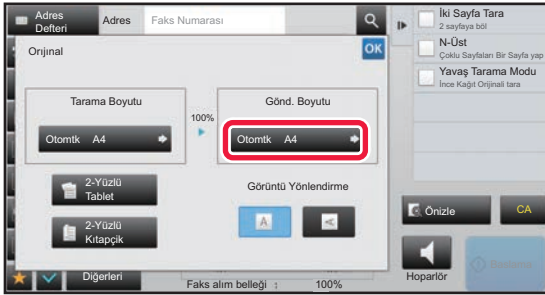 Adres
Defteri
Adres
Faks Numarası
İki Sayfa Tara
2 sayfaya böl
N-Üst
Çoklu Sayfaları Bir Sayfa yap
Yavaş Tarama Modu
İnce Kağıt Orijinali tara
Orıjınal
OK
Tarama Boyutu
100%
Gönd. Boyutu
Otomtk A4
Otomtk A4
2-Yüzlü
Tablet
Görüntü Yönlendirme
2-Yüzlü
Kıtapçik
A
A
Önizle
CA
Hoparlör
Diğerleri
Faks alım belleği :
100%